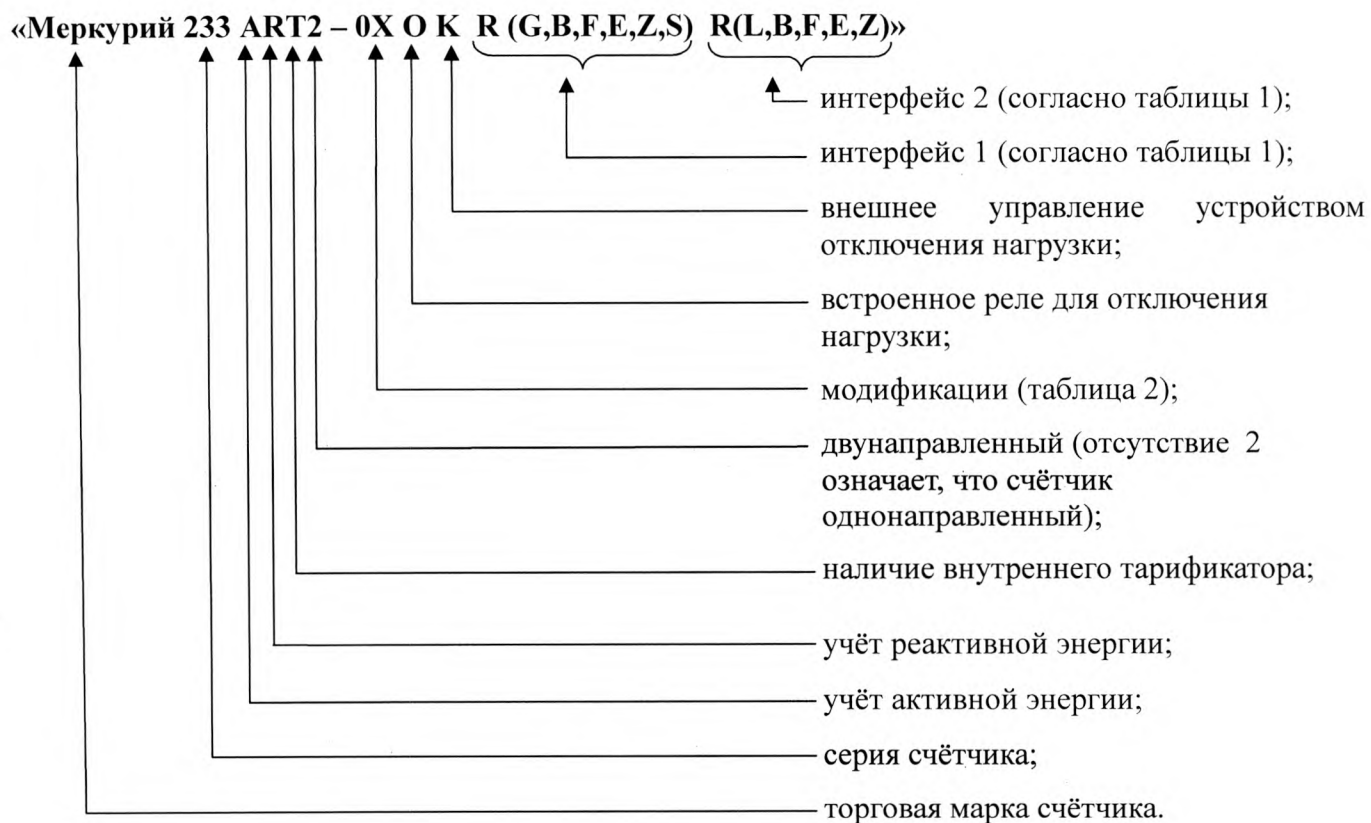 «Меркурий 233 ART2 – 0X O K R (G,B,F,E,Z,S) R(L,B,F,E,Z)»
интерфейс 2 (согласно таблицы 1);
интерфейс 1 (согласно таблицы 1);
внешнее управление устройством
отключения нагрузки;
встроенное реле для отключения
нагрузки;
модификации (таблица 2);
двунаправленный (отсутствие 2
означает, что счётчик
однонаправленный);
наличие внутреннего тарификатора;
учёт реактивной энергии;
учёт активной энергии;
серия счётчика;
торговая марка счётчика.